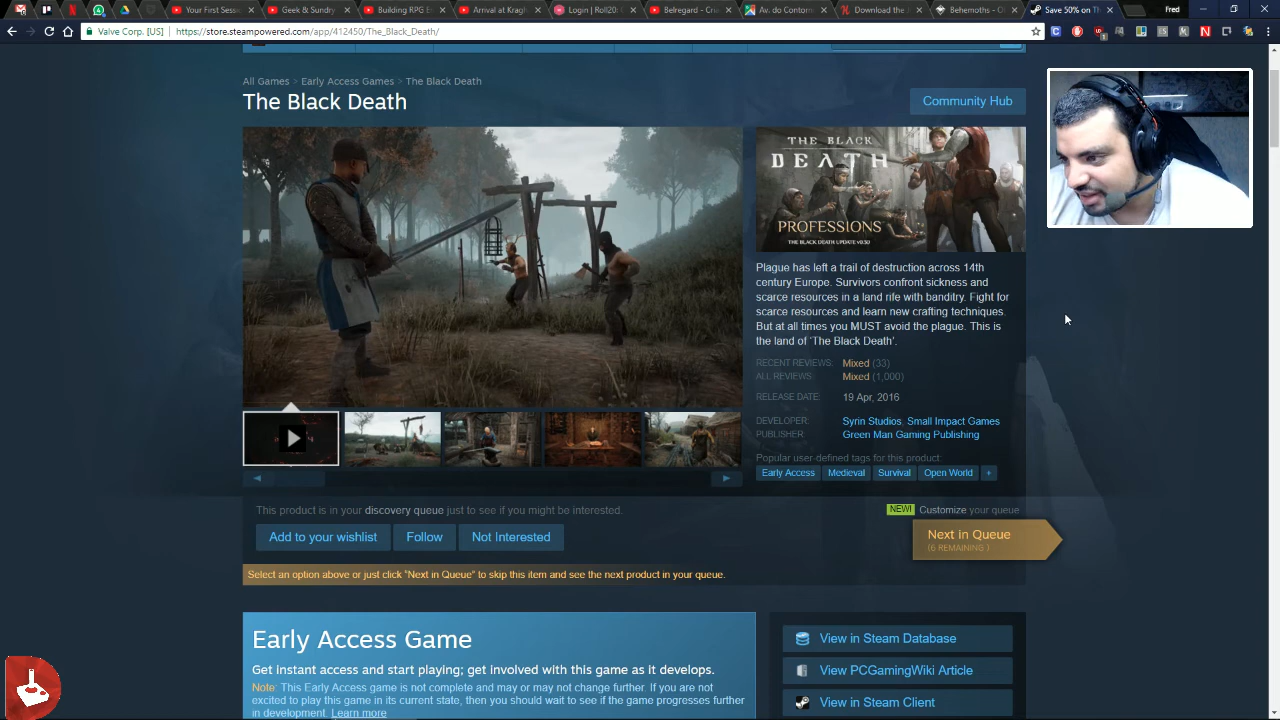 Your First Sess
Geek & Sundry
Building RPG E
Arrival at Kragh
Login | Roll20:
Belregard - Cr
Av. do Contorn
Download the
Behemoths - O
Save 50% on Th
Fred
Valve Corp. [US]
https://store.steampowered.com/app/412450/The_Black_Death/
All Games > Early Access Games > The Black Death
The Black Death
Community Hub
THE BLACK
DEATH
PROFESSIONS
THE BLACK DEATH UPDATE v0.30
Plague has left a trail of destruction across 14th
century Europe. Survivors confront sickness and
scarce resources in a land rife with banditry. Fight for
scarce resources and learn new crafting techniques.
But at all times you MUST avoid the plague. This is
the land of 'The Black Death'.
RECENT REVIEWS: Mixed (33)
ALL REVIEWS: Mixed (1,000)
RELEASE DATE: 19 Apr, 2016
DEVELOPER: Syrin Studios, Small Impact Games
PUBLISHER: Green Man Gaming Publishing
Popular user-defined tags for this product:
Early Access Medieval Survival Open World +
This product is in your discovery queue just to see if you might be interested.
NEW! Customize your queue
Add to your wishlist
Follow
Not Interested
Next in Queue
(6 REMAINING )
Select an option above or just click "Next in Queue" to skip this item and see the next product in your queue.
Early Access Game
Get instant access and start playing; get involved with this game as it develops.
Note: This Early Access game is not complete and may or may not change further. If you are
not excited to play this game in its current state, then you should wait to see if the game progresses further
in development. Learn more
View in Steam Database
View PCGamingWiki Article
View in Steam Client